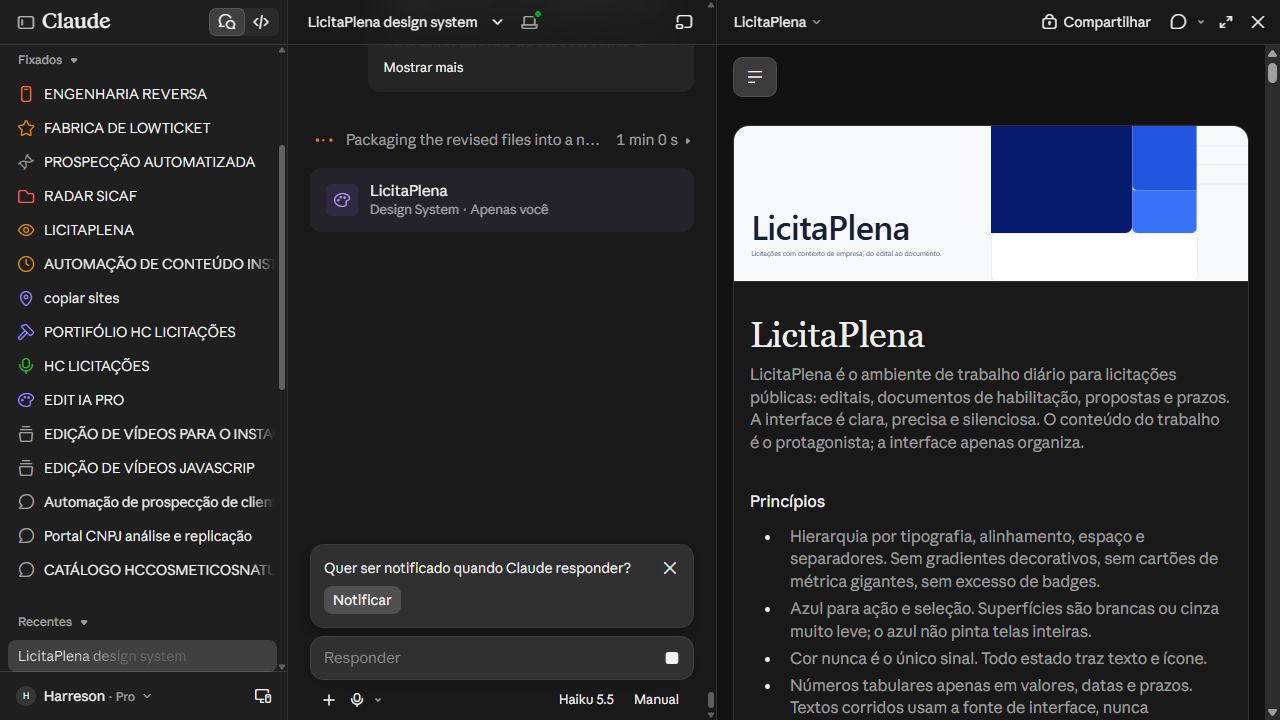 Claude
Fixados
ENGENHARIA REVERSA
FABRICA DE LOWTICKET
PROSPECÇÃO AUTOMATIZADA
RADAR SICAF
LICITAPLENA
AUTOMAÇÃO DE CONTEÚDO INST
copiar sites
PORTIFÓLIO HC LICITAÇÕES
HC LICITAÇÕES
EDIT IA PRO
EDIÇÃO DE VÍDEOS PARA O INSTA
EDIÇÃO DE VÍDEOS JAVASCRIP
Automação de prospecção de clien
Portal CNPJ análise e replicação
CATÁLOGO HCCOSMETICOSNATU
Recentes
LicitaPlena design system
H
Harreson · Pro
LicitaPlena design system
Mostrar mais
Packaging the revised files into a n... 1 min 0 s
LicitaPlena
Design System · Apenas você
Quer ser notificado quando Claude responder?
Notificar
Responder
Haiku 5.5 Manual
LicitaPlena
Compartilhar
LicitaPlena
Licitações com contexto de empresa, do edital ao documento.
LicitaPlena
LicitaPlena é o ambiente de trabalho diário para licitações
públicas: editais, documentos de habilitação, propostas e prazos.
A interface é clara, precisa e silenciosa. O conteúdo do trabalho
é o protagonista; a interface apenas organiza.
Princípios
Hierarquia por tipografia, alinhamento, espaço e
separadores. Sem gradientes decorativos, sem cartões de
métrica gigantes, sem excesso de badges.
Azul para ação e seleção. Superfícies são brancas ou cinza
muito leve; o azul não pinta telas inteiras.
Cor nunca é o único sinal. Todo estado traz texto e ícone.
Números tabulares apenas em valores, datas e prazos.
Textos corridos usam a fonte de interface, nunca